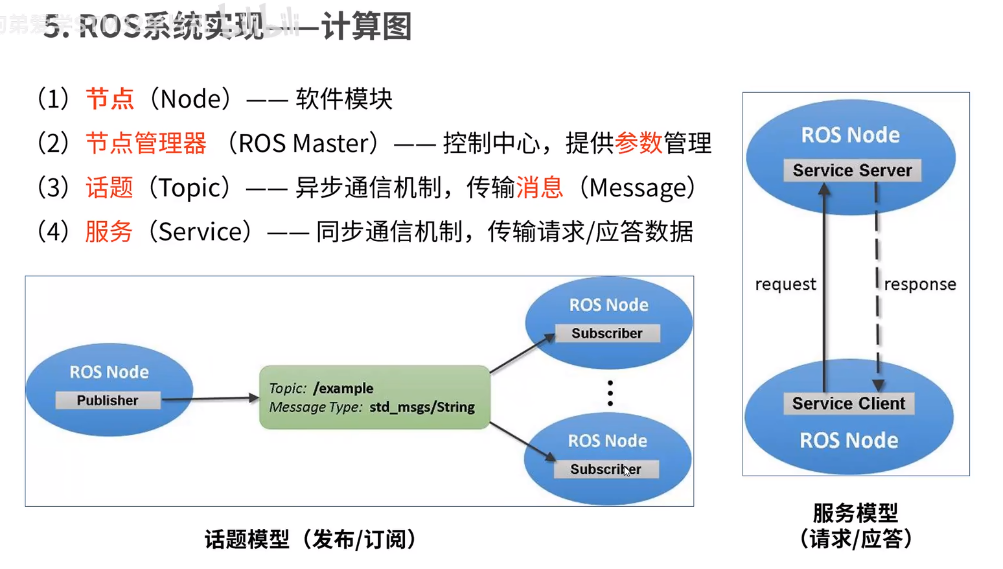 5. ROS系统实现——计算图
（1）节点（Node）—— 软件模块
（2）节点管理器 （ROS Master）—— 控制中心，提供参数管理
（3）话题（Topic）—— 异步通信机制，传输消息（Message）
（4）服务（Service）—— 同步通信机制，传输请求/应答数据
ROS Node
Publisher
Topic: /example
Message Type: std_msgs/String
ROS Node
Subscriber
ROS Node
Subscriber
话题模型（发布/订阅）
ROS Node
Service Server
request
response
Service Client
ROS Node
服务模型
（请求/应答）